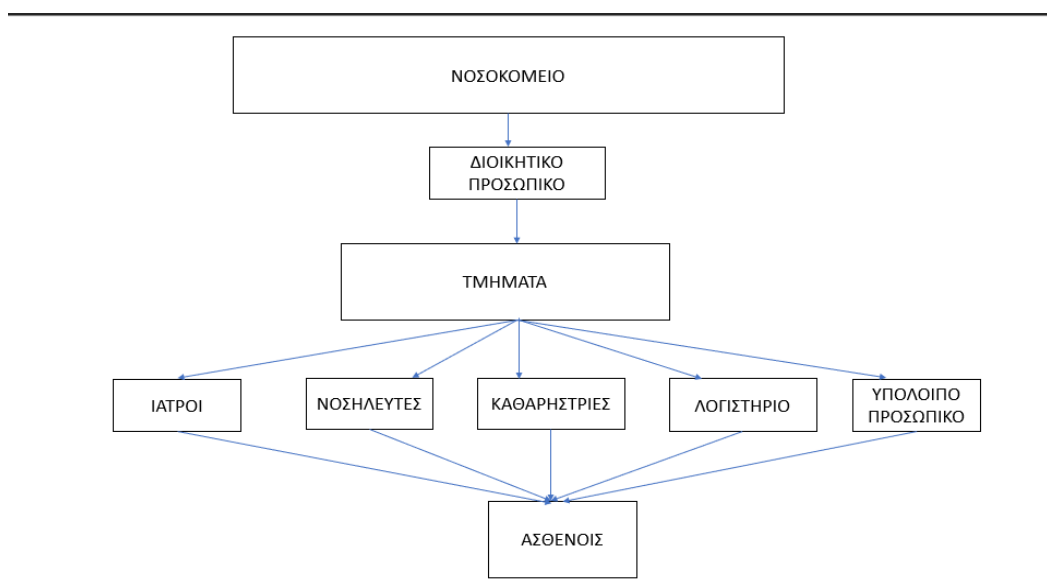 ΝΟΣΟΚΟΜΕΙΟ
ΔΙΟΙΚΗΤΙΚΟ
ΠΡΟΣΩΠΙΚΟ
ΤΜΗΜΑΤΑ
ΙΑΤΡΟΙ
ΝΟΣΗΛΕΥΤΕΣ
ΚΑΘΑΡΗΣΤΡΙΕΣ
ΛΟΓΙΣΤΗΡΙΟ
ΥΠΟΛΟΙΠΟ
ΠΡΟΣΩΠΙΚΟ
ΑΣΘΕΝΟΙΣ